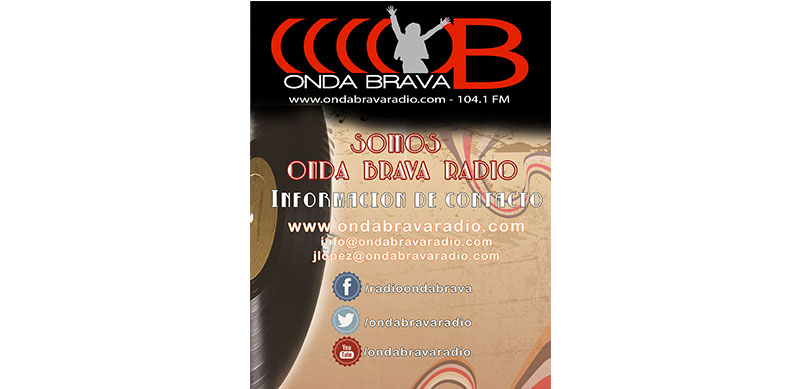 B
ONDA BRAVA
www.ondabravaradio.com - 104.1 FM
SOMOS
ONDA BRAVA RADIO
INFORMACION DE CONTACTO
www.ondabravaradio.com
info@ondabravaradio.com
jlopez@ondabravaradio.com
f /radioondabrava
/ondabravaradio
You Tube /ondabravaradio